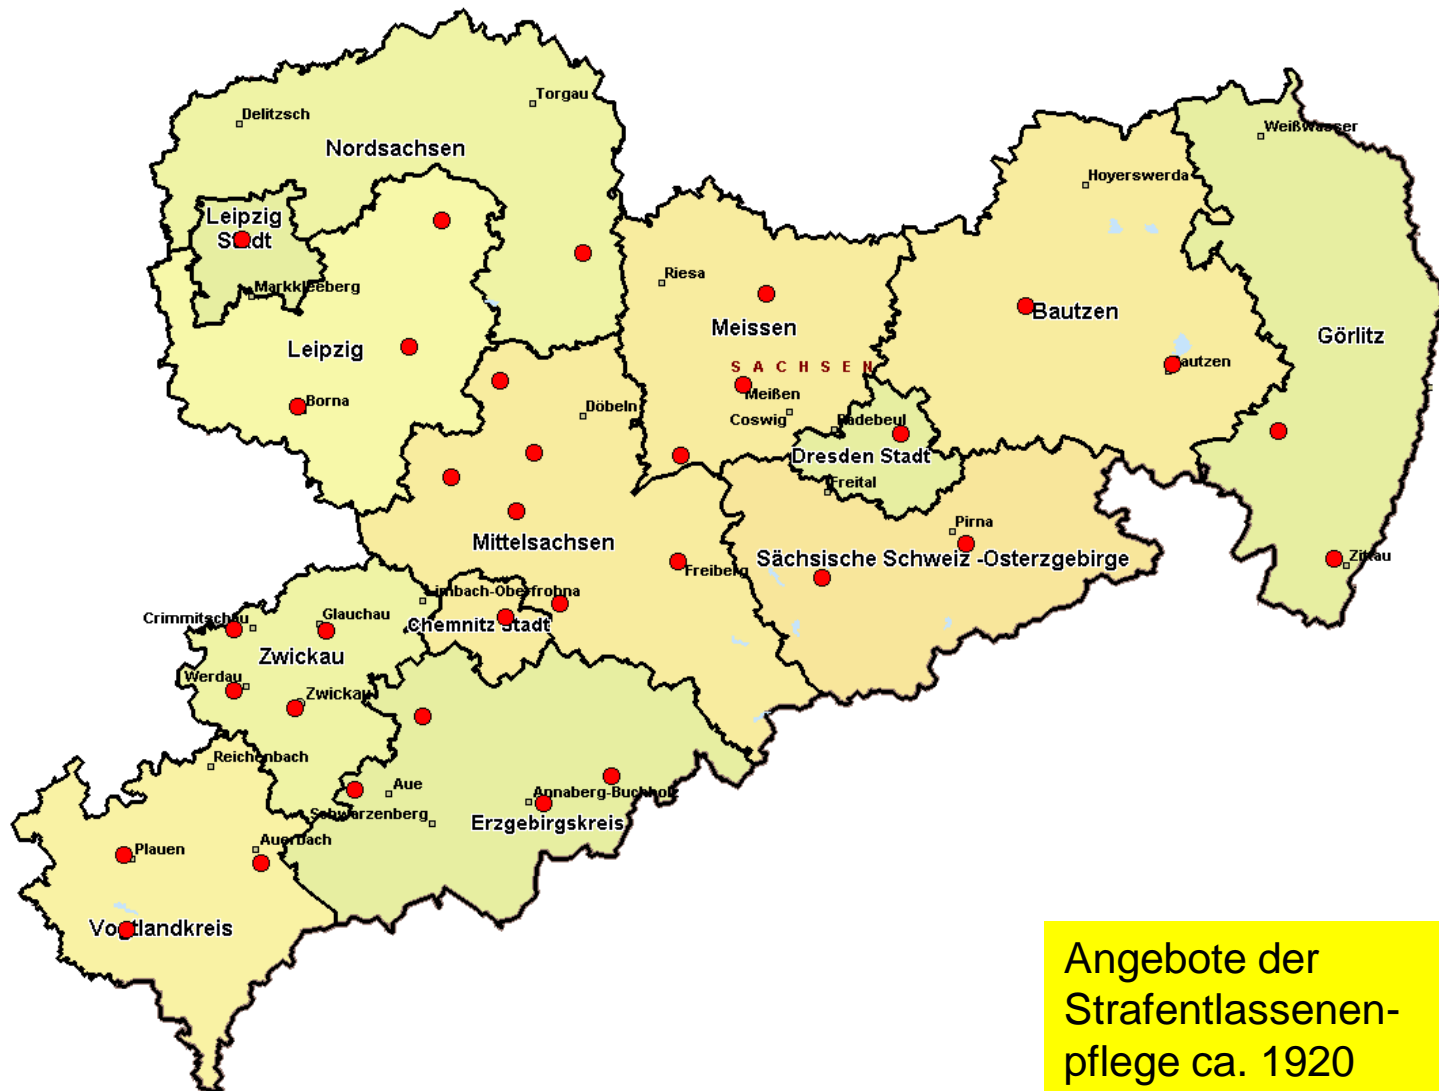 Torgau
Delitzsch
Weißwasser
Nordsachsen
Hoyerswerda
Leipzig
Stadt
Riesa
Markkleeberg
Meissen
Bautzen
Görlitz
Leipzig
SACHSEN
Bautzen
Meißen
Borna
Döbeln
Coswig
Radebeul
Dresden Stadt
Freital
Pirna
Mittelsachsen
Sächsische Schweiz -Osterzgebirge
Zittau
Freiberg
Limbach-Oberfrohna
Crimmitschau
Glauchau
Chemnitz Stadt
Zwickau
Werdau
Zwickau
Reichenbach
Aue
Annaberg-Buchholz
Schwarzenberg
Erzgebirgskreis
Plauen
Auerbach
Vogtlandkreis
Angebote der
Strafentlassenen-
pflege ca. 1920